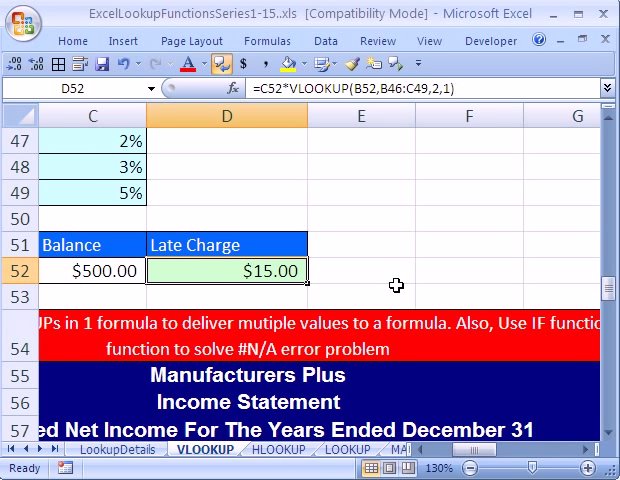 ExcelLookupFunctionsSeries1-15..xls [Compatibility Mode] - Microsoft Excel
Home Insert Page Layout Formulas Data Review View Developer
D52 fx =C52*VLOOKUP(B52,B46:C49,2,1)
C D E F G
47 2%
48 3%
49 5%
50
51 Balance Late Charge
52 $500.00 $15.00
53
UPs in 1 formula to deliver mutiple values to a formula. Also, Use IF functio
54 function to solve #N/A error problem
55 Manufacturers Plus
56 Income Statement
57 ed Net Income For The Years Ended December 31
LookupDetails VLOOKUP HLOOKUP LOOKUP MA
Ready 130%